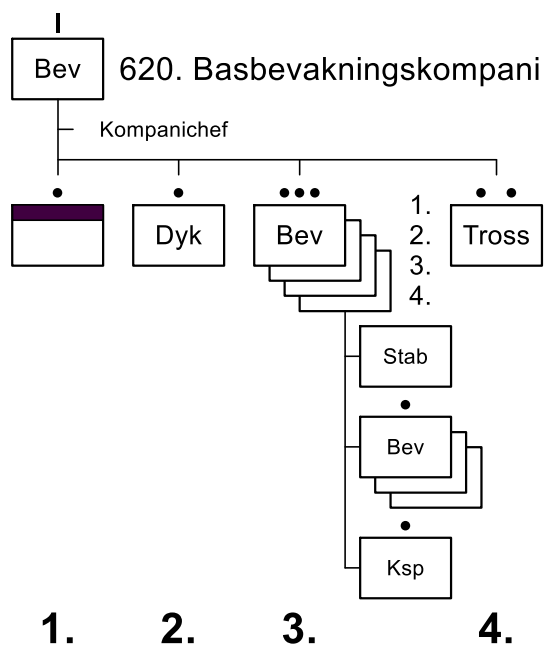 Bev 620. Basbevakningskompani
Kompanichef
Dyk Bev 1. Tross
2.
3.
4.
Stab
Bev
Ksp
1. 2. 3. 4.